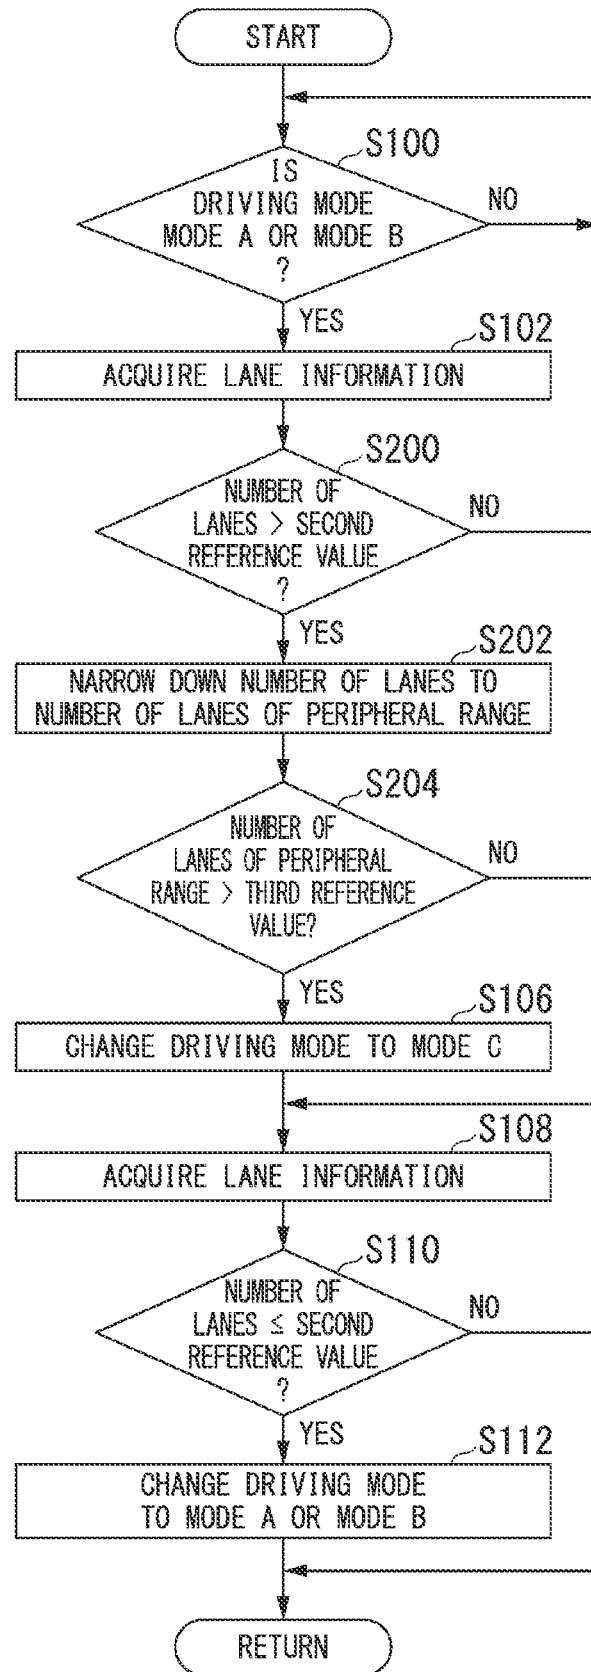 START
S100
IS
DRIVING MODE
MODE A OR MODE B
?
NO
YES
S102
ACQUIRE LANE INFORMATION
S200
NUMBER OF
LANES > SECOND
REFERENCE VALUE
?
NO
YES
S202
NARROW DOWN NUMBER OF LANES TO
NUMBER OF LANES OF PERIPHERAL RANGE
S204
NUMBER OF
LANES OF PERIPHERAL
RANGE > THIRD REFERENCE
VALUE?
NO
YES
S106
CHANGE DRIVING MODE TO MODE C
S108
ACQUIRE LANE INFORMATION
S110
NUMBER OF
LANES ≤ SECOND
REFERENCE VALUE
?
NO
YES
S112
CHANGE DRIVING MODE
TO MODE A OR MODE B
RETURN